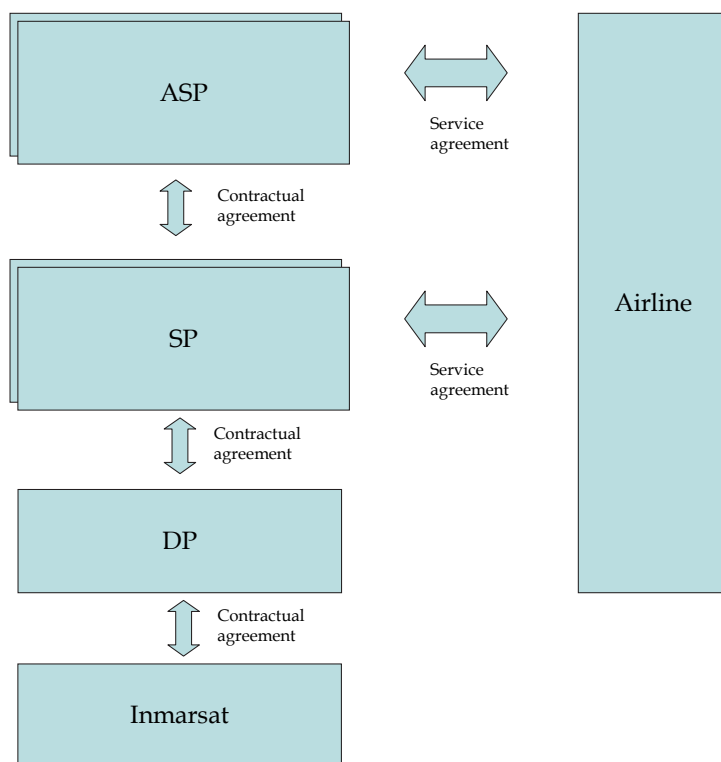 ASP
Service
agreement
Contractual
agreement
SP
Airline
Service
agreement
Contractual
agreement
DP
Contractual
agreement
Inmarsat